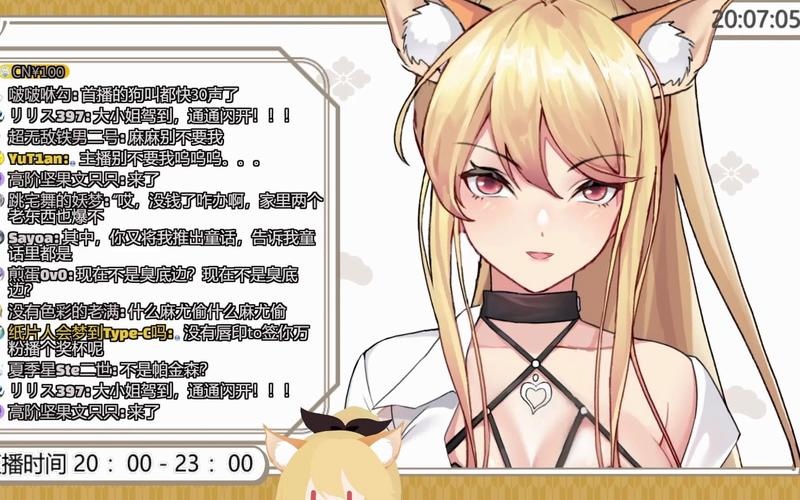 20:07:05
CN¥100
啵啵咻勾: 首播的狗叫都快30声了
リリス397: 大小姐驾到，通通闪开！！！
超无敌铁男二号: 麻麻别不要我
YuT1an: 主播别不要我呜呜呜。。。
高阶坚果文只只: 来了
跳宅舞的妖梦: “哎，没钱了咋办啊，家里两个
老东西也爆不
Sayoa: 其中，你又将我推出童话，告诉我童
话里都是
煎蛋OvO: 现在不是臭底边？现在不是臭底
边？
没有色彩的老满: 什么麻尤偷什么麻尤偷
纸片人会梦到Type-C吗: 没有唇印to签你万
粉播个奖杯呢
夏季星Ste二世: 不是帕金森？
リリス397: 大小姐驾到，通通闪开！！！
高阶坚果文只只: 来了
播时间 20 : 00 - 23 : 00